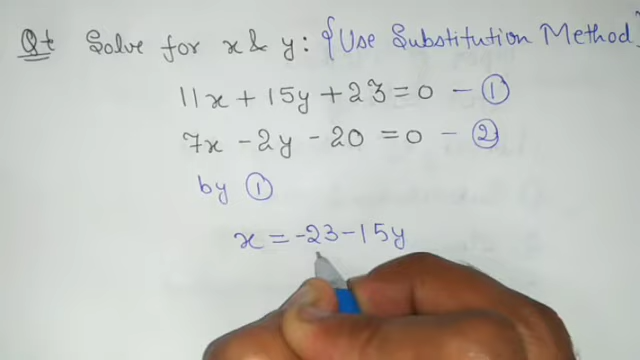 Qt Solve for x & y : {Use Substitution Method}
11x + 15y + 23 = 0 - ①
7x - 2y - 20 = 0 - ②
by ①
x = -23 - 15y